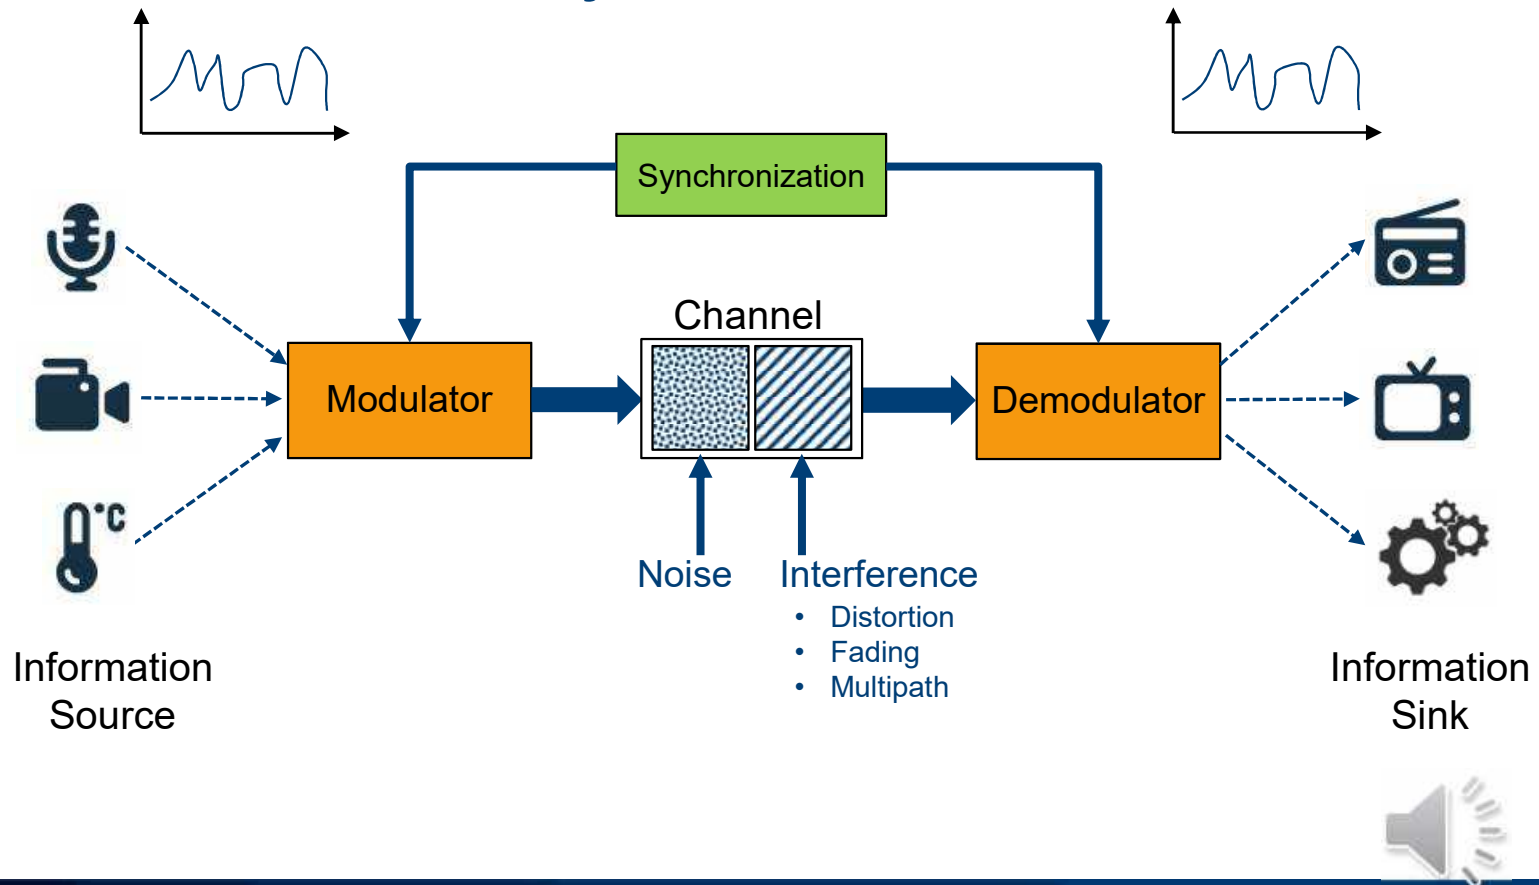 Synchronization
Channel
Modulator
Demodulator
°C
Noise
Interference
• Distortion
• Fading
• Multipath
Information
Source
Information
Sink